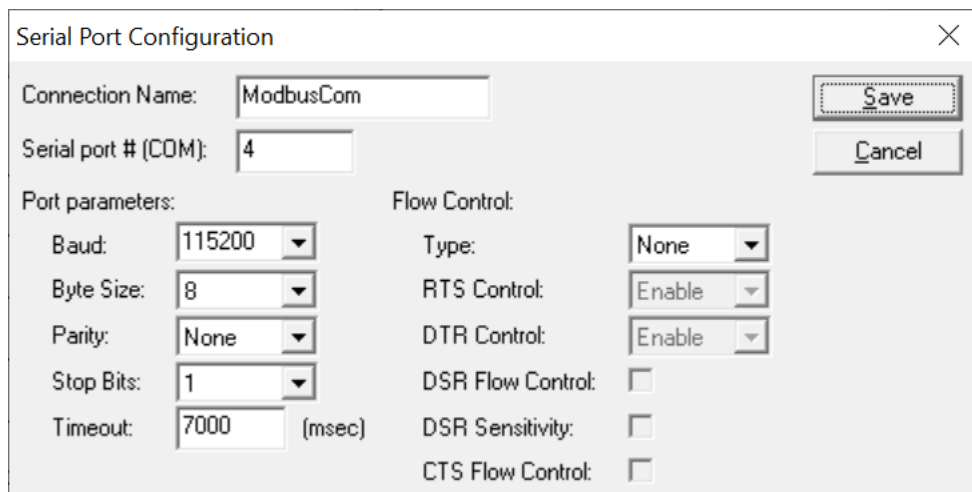 Serial Port Configuration
Connection Name: ModbusCom
Save
Serial port # (COM): 4
Cancel
Port parameters:
Baud: 115200
Byte Size: 8
Parity: None
Stop Bits: 1
Timeout: 7000 (msec)
Flow Control:
Type: None
RTS Control: Enable
DTR Control: Enable
DSR Flow Control:
DSR Sensitivity:
CTS Flow Control: